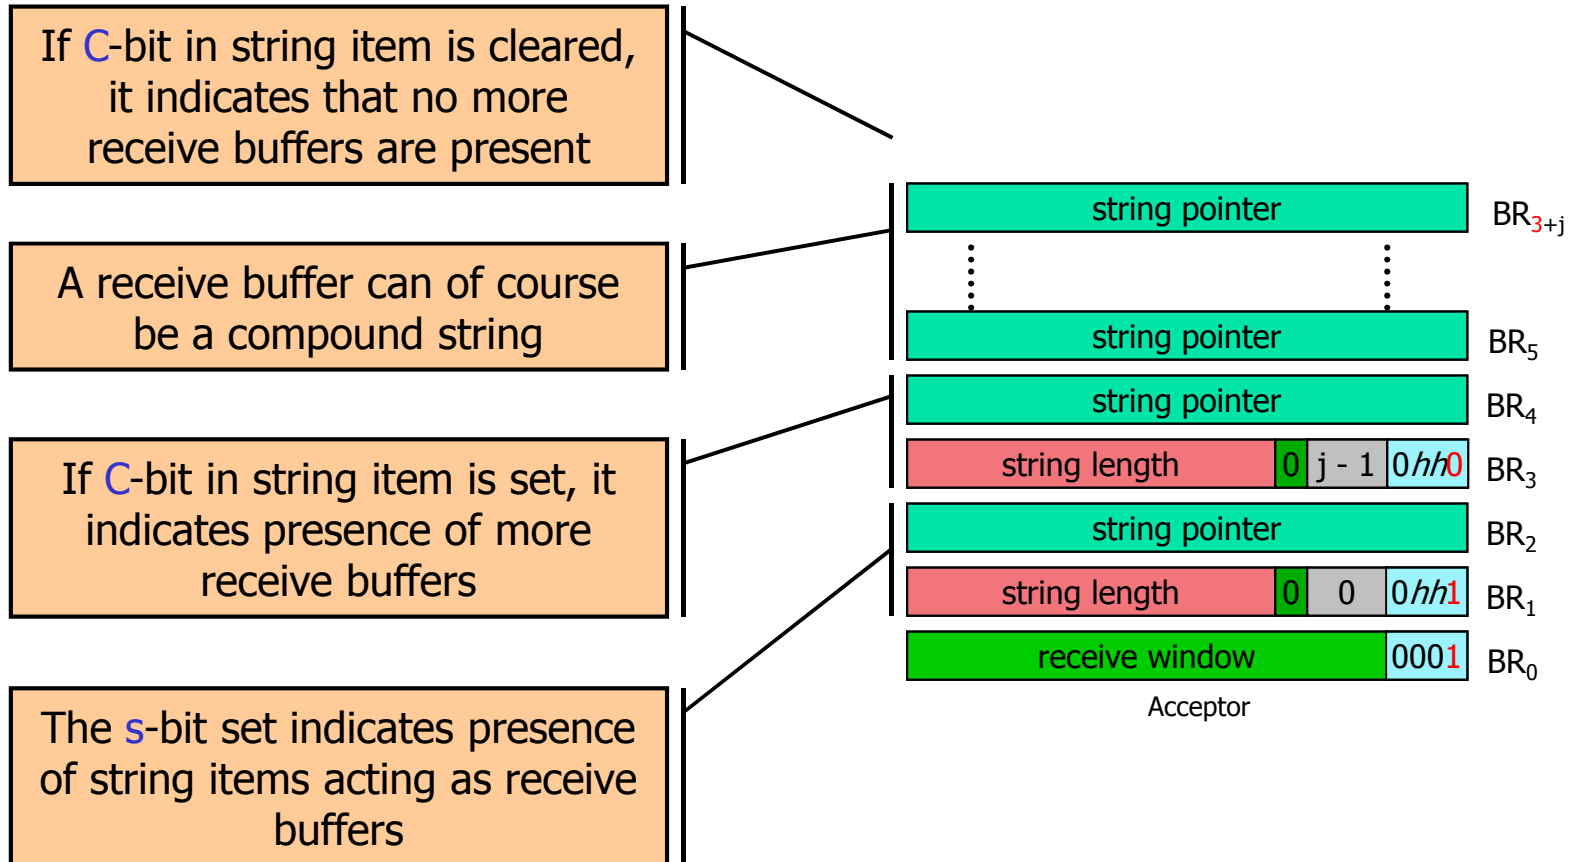 If C-bit in string item is cleared,
it indicates that no more
receive buffers are present
A receive buffer can of course
be a compound string
If C-bit in string item is set, it
indicates presence of more
receive buffers
The s-bit set indicates presence
of string items acting as receive
buffers
string pointer BR3+j
string pointer BR5
string pointer BR4
string length 0 j - 1 0hh0 BR3
string pointer BR2
string length 0 0 0hh1 BR1
receive window 0001 BR0
Acceptor